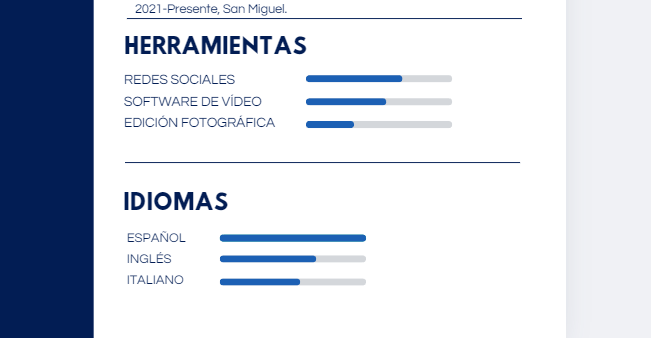 2021-Presente, San Miguel.
HERRAMIENTAS
REDES SOCIALES
SOFTWARE DE VÍDEO
EDICIÓN FOTOGRÁFICA
IDIOMAS
ESPAÑOL
INGLÉS
ITALIANO